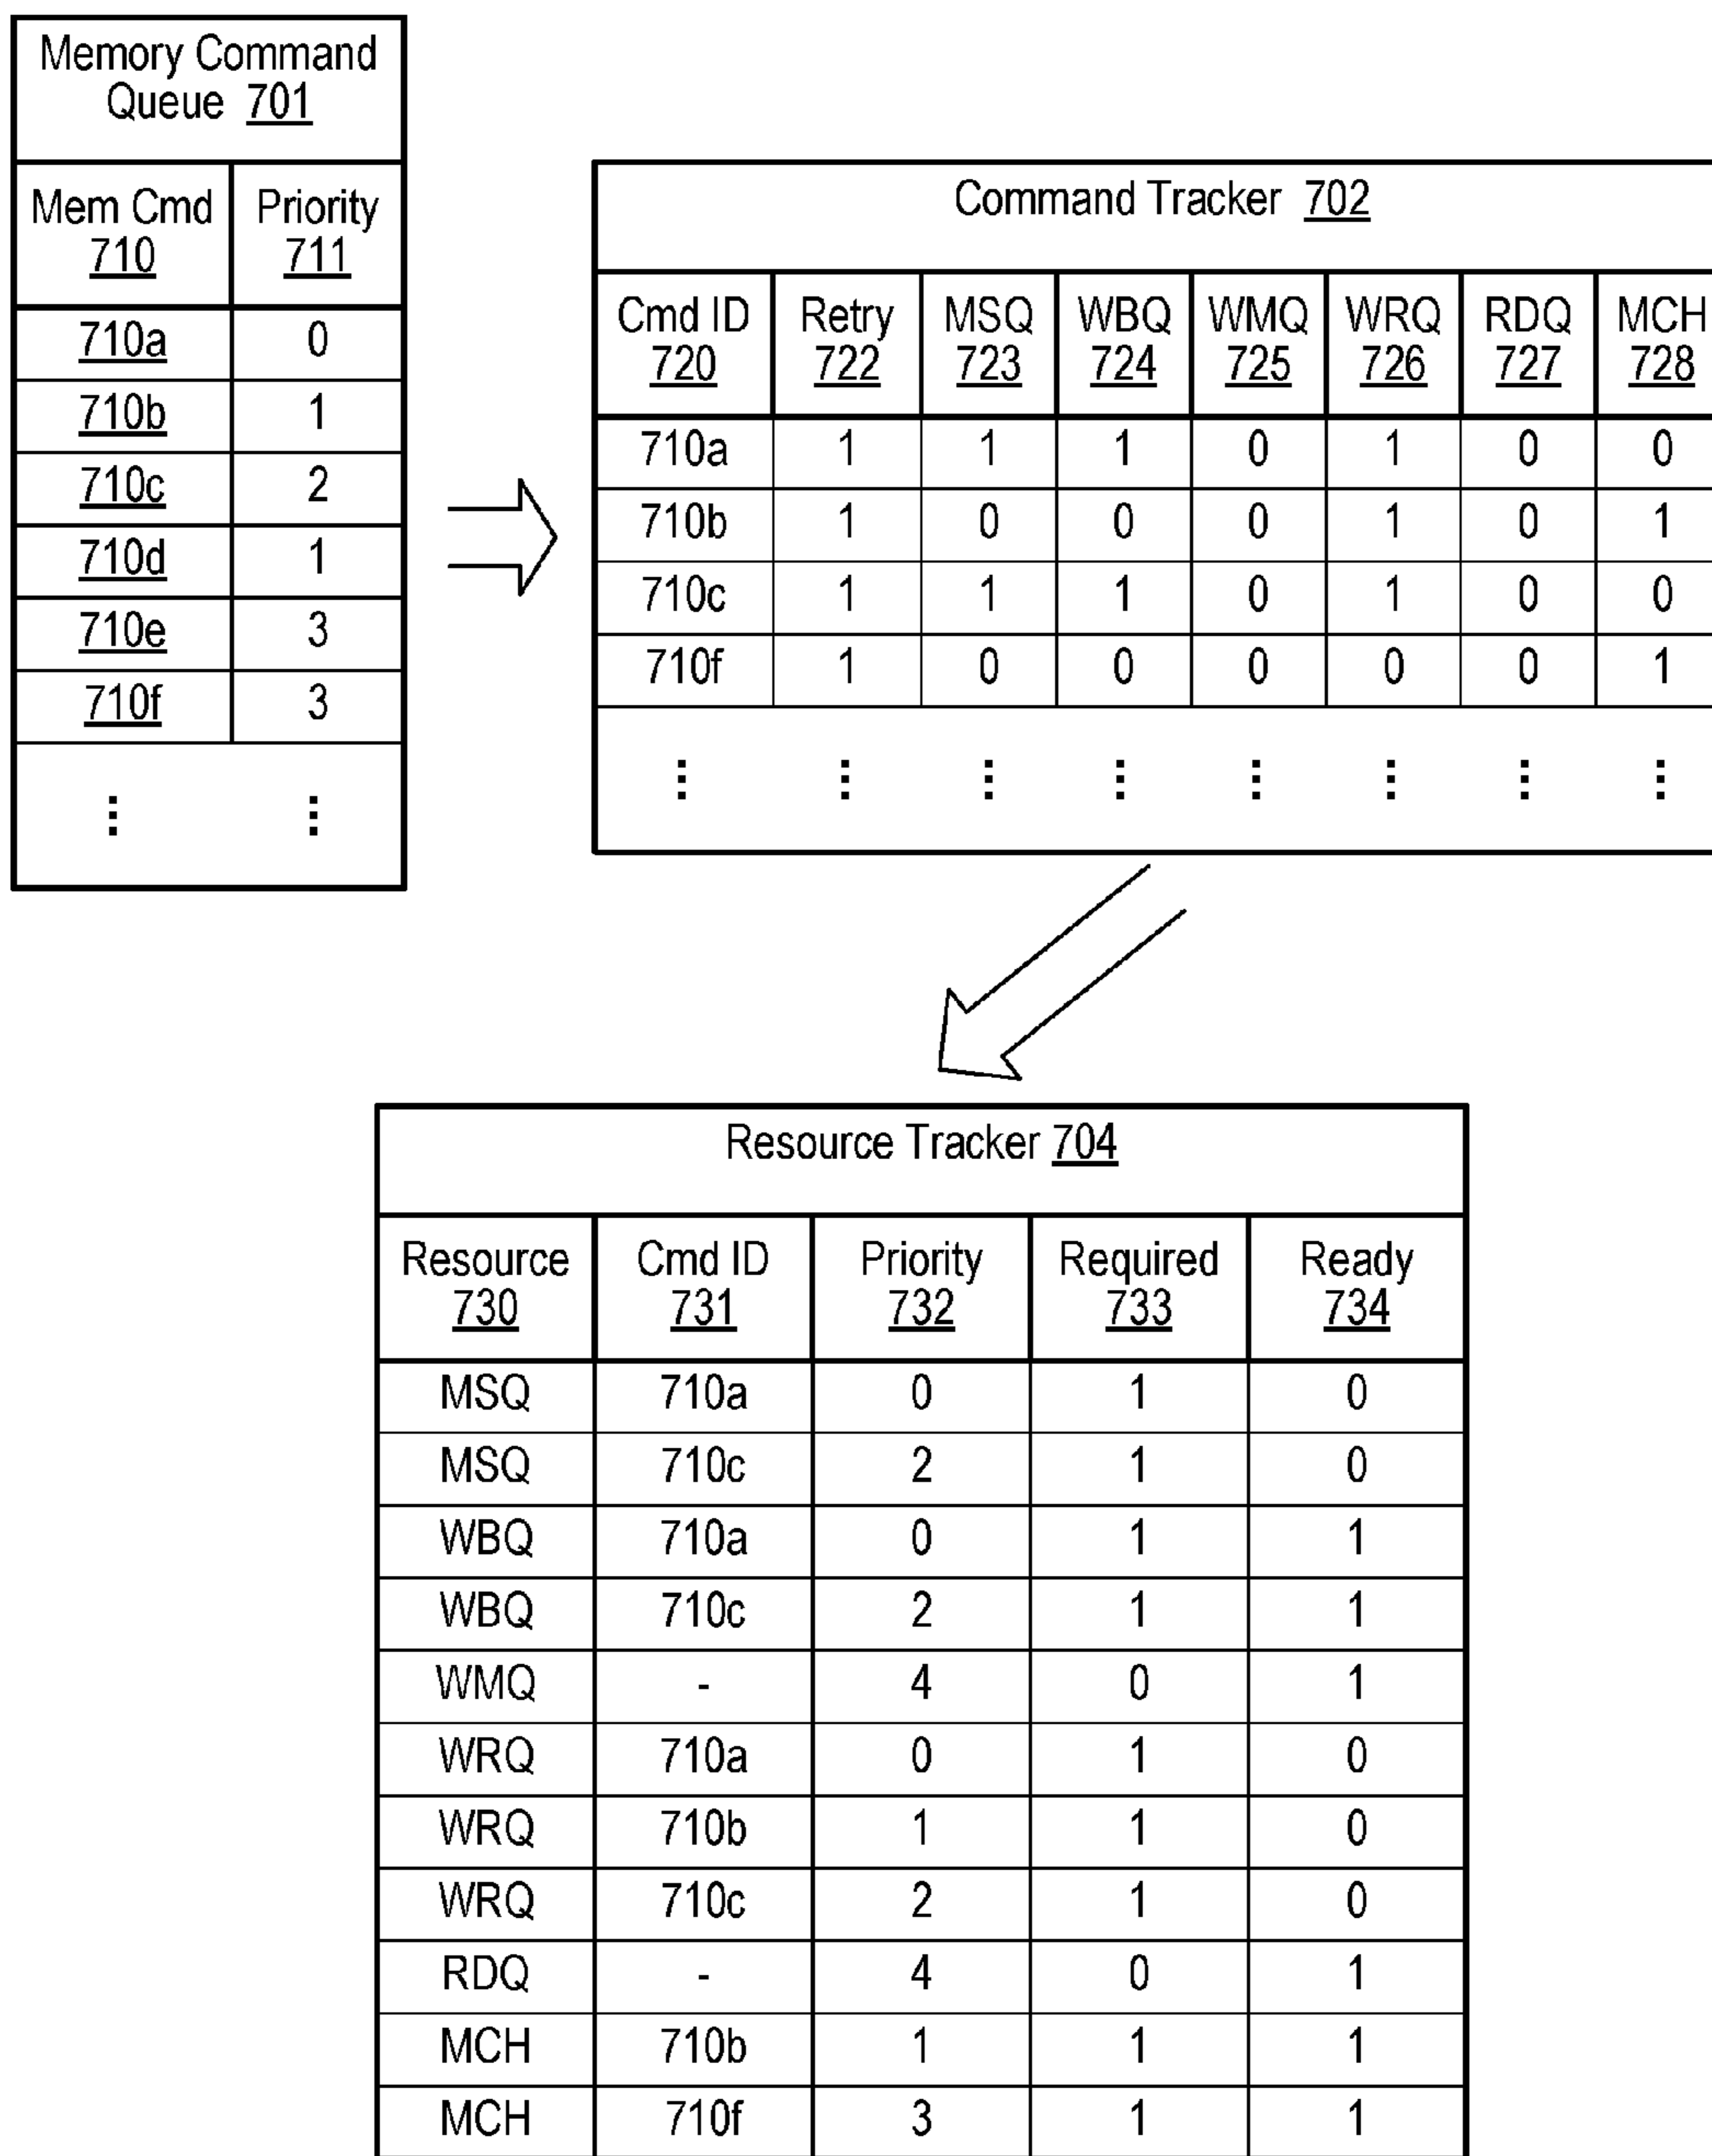 Memory Command
Queue 701
Mem Cmd Priority
710 711
710a 0
710b 1
710c 2
710d 1
710e 3
710f 3
⋮ ⋮
Command Tracker 702
Cmd ID Retry MSQ WBQ WMQ WRQ RDQ MCH
720 722 723 724 725 726 727 728
710a 1 1 1 0 1 0 0
710b 1 0 0 0 1 0 1
710c 1 1 1 0 1 0 0
710f 1 0 0 0 0 0 1
⋮ ⋮ ⋮ ⋮ ⋮ ⋮ ⋮ ⋮
Resource Tracker 704
Resource Cmd ID Priority Required Ready
730 731 732 733 734
MSQ 710a 0 1 0
MSQ 710c 2 1 0
WBQ 710a 0 1 1
WBQ 710c 2 1 1
WMQ - 4 0 1
WRQ 710a 0 1 0
WRQ 710b 1 1 0
WRQ 710c 2 1 0
RDQ - 4 0 1
MCH 710b 1 1 1
MCH 710f 3 1 1